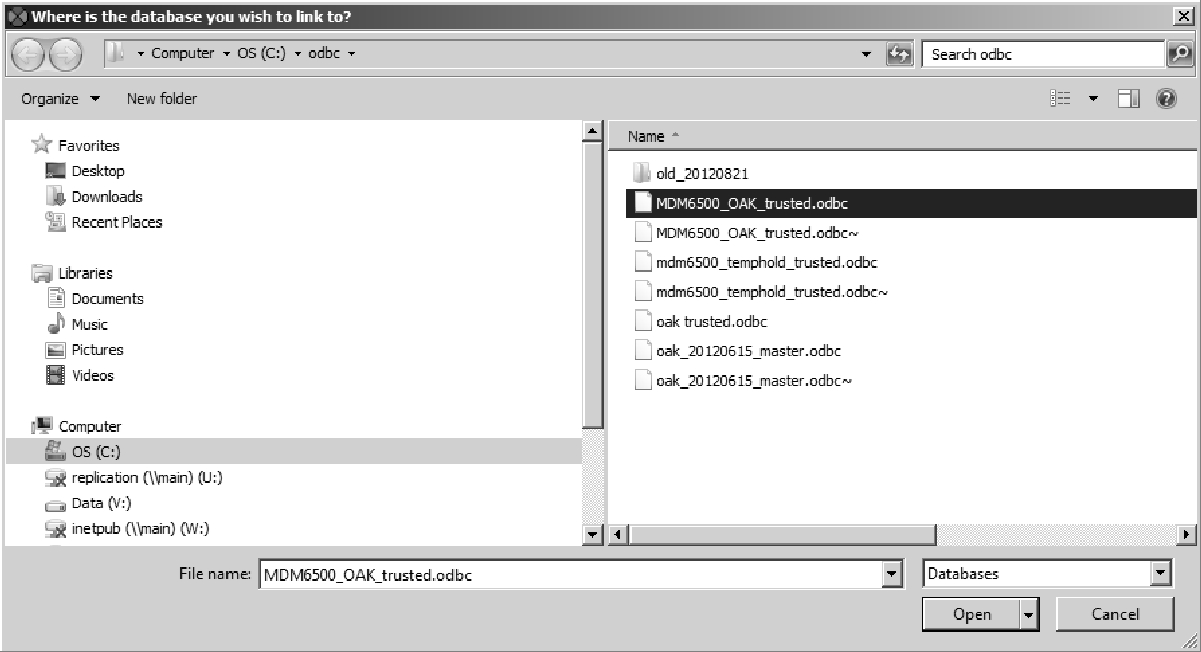 Where is the database you wish to link to?
Computer OS (C:) odbc
Search odbc
Organize New folder
Favorites
Desktop
Downloads
Recent Places
Libraries
Documents
Music
Pictures
Videos
Computer
OS (C:)
replication (\\main) (U:)
Data (V:)
inetpub (\\main) (W:)
Name
old_20120821
MDM6500_OAK_trusted.odbc
MDM6500_OAK_trusted.odbc~
mdm6500_temphold_trusted.odbc
mdm6500_temphold_trusted.odbc~
oak trusted.odbc
oak_20120615_master.odbc
oak_20120615_master.odbc~
File name: MDM6500_OAK_trusted.odbc
Databases
Open
Cancel